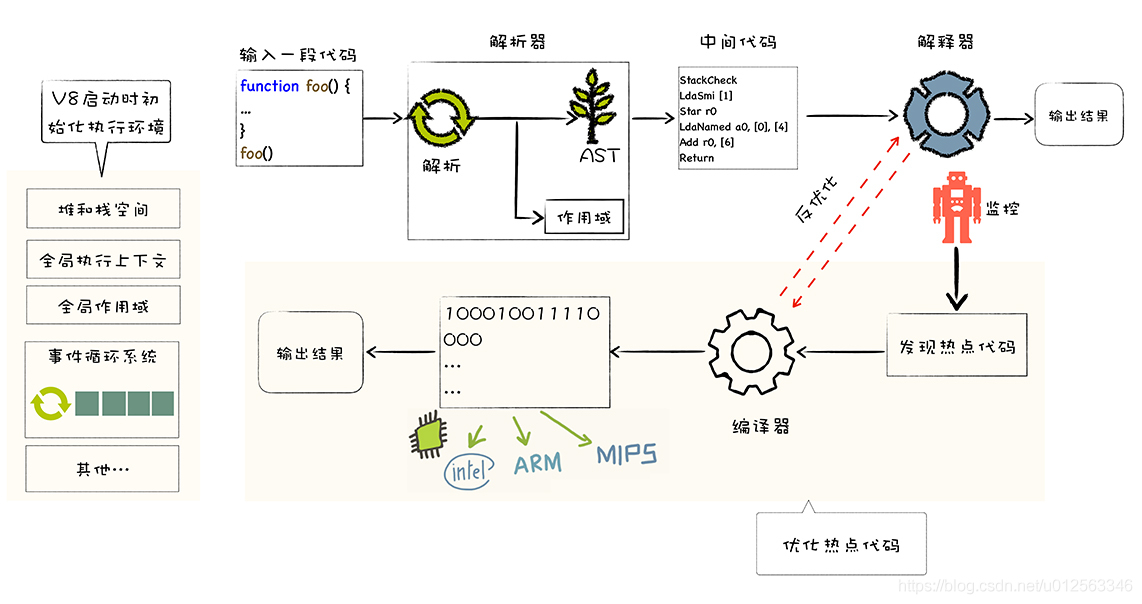 V8启动时初
始化执行环境
堆和栈空间
全局执行上下文
全局作用域
事件循环系统
其他...
输入一段代码
function foo() {
...
}
foo()
解析器
解析
AST
作用域
中间代码
StackCheck
LdaSmi [1]
Star r0
LdaNamed a0, [0], [4]
Add r0, [6]
Return
解释器
输出结果
监控
反优化
发现热点代码
编译器
100010011110
000
...
...
输出结果
intel
ARM
MIPS
优化热点代码
https://blog.csdn.net/u012563346